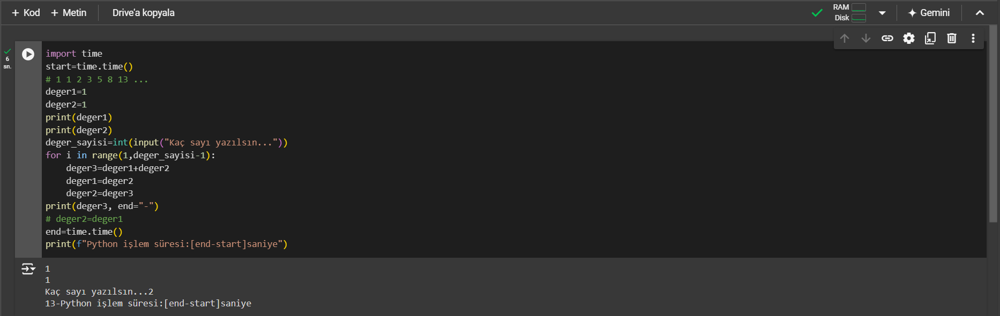 + Kod + Metin Drive'a kopyala RAM Disk Gemini
6 sn.
import time
start=time.time()
# 1 1 2 3 5 8 13 ...
deger1=1
deger2=1
print(deger1)
print(deger2)
deger_sayisi=int(input("Kaç sayı yazılsın..."))
for i in range(1,deger_sayisi-1):
    deger3=deger1+deger2
    deger1=deger2
    deger2=deger3
print(deger3, end="-")
# deger2=deger1
end=time.time()
print(f"Python işlem süresi:[end-start]saniye")
1
1
Kaç sayı yazılsın...2
13-Python işlem süresi:[end-start]saniye